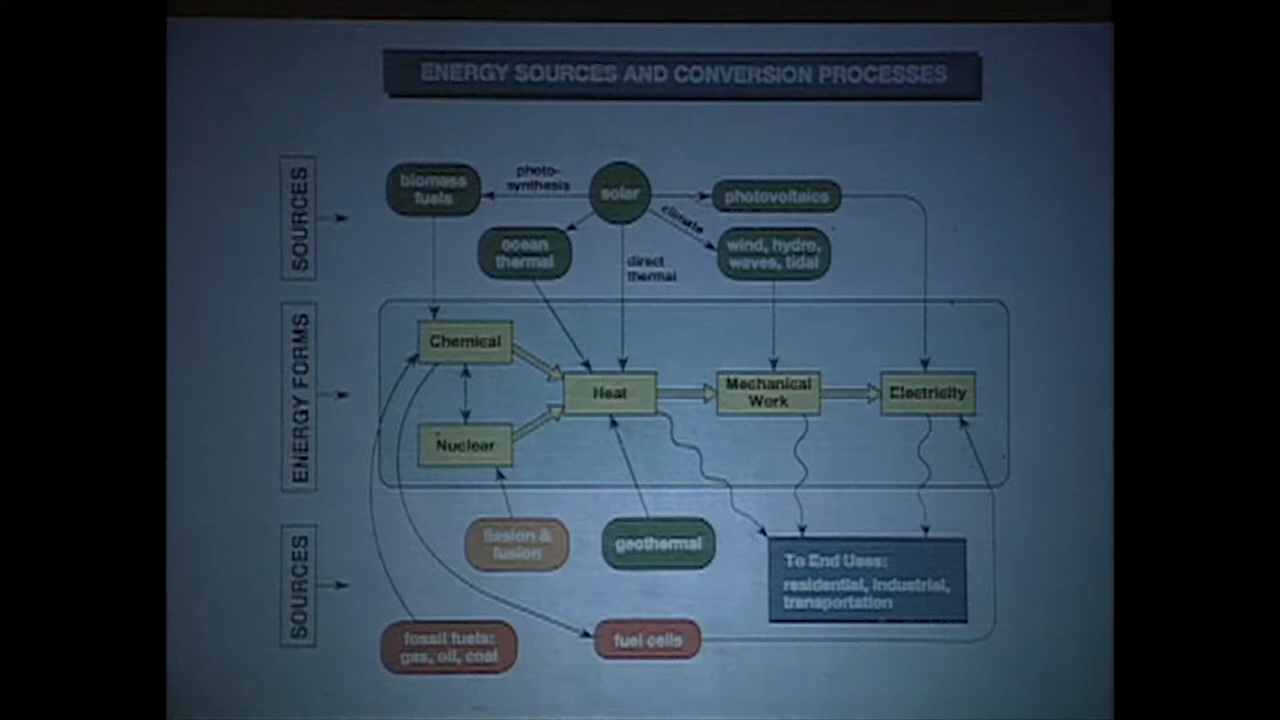 ENERGY SOURCES AND CONVERSION PROCESSES
SOURCES
biomass
fuels
photo-
synthesis
solar
photovoltaics
climate
ocean
thermal
direct
thermal
wind, hydro,
waves, tidal
ENERGY FORMS
Chemical
Heat
Mechanical
Work
Electricity
Nuclear
SOURCES
fission &
fusion
geothermal
To End Uses:
residential, industrial,
transportation
fossil fuels:
gas, oil, coal
fuel cells